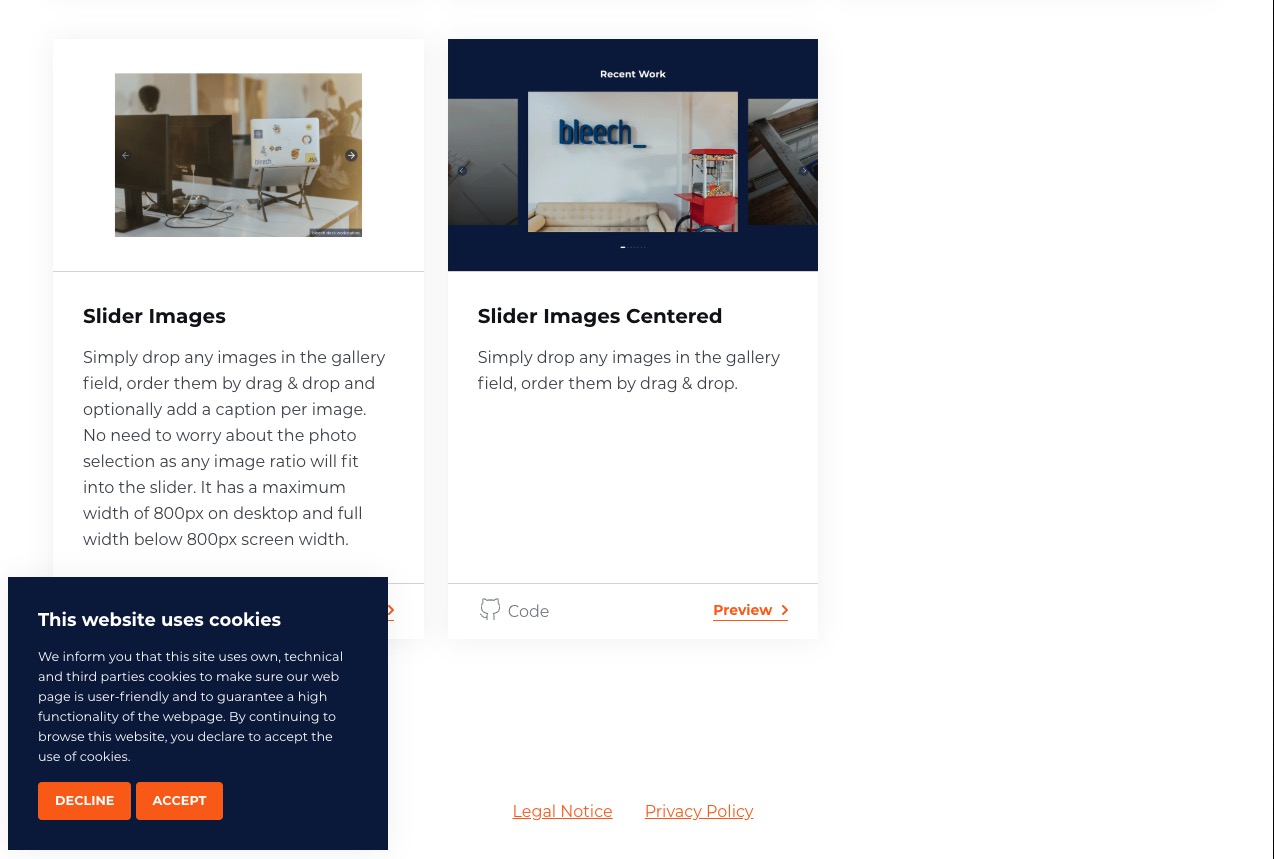 bleech_
JSS
bleech desk workstation
Recent Work
bleech_
Slider Images
Simply drop any images in the gallery
field, order them by drag & drop and
optionally add a caption per image.
No need to worry about the photo
selection as any image ratio will fit
into the slider. It has a maximum
width of 800px on desktop and full
width below 800px screen width.
Slider Images Centered
Simply drop any images in the gallery
field, order them by drag & drop.
Code
Preview
This website uses cookies
We inform you that this site uses own, technical
and third parties cookies to make sure our web
page is user-friendly and to guarantee a high
functionality of the webpage. By continuing to
browse this website, you declare to accept the
use of cookies.
DECLINE ACCEPT
Legal Notice Privacy Policy